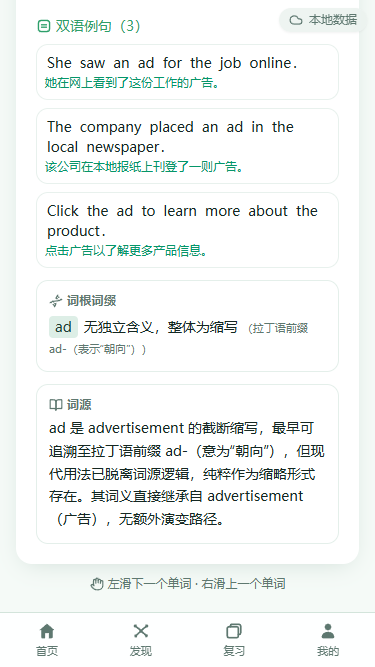 双语例句（3）
本地数据
She saw an ad for the job online.
她在网上看到了这份工作的广告。
The company placed an ad in the
local newspaper.
该公司在本地报纸上刊登了一则广告。
Click the ad to learn more about the
product.
点击广告以了解更多产品信息。
词根词缀
ad 无独立含义，整体为缩写 （拉丁语前缀
ad-（表示“朝向”））
词源
ad 是 advertisement 的截断缩写，最早可
追溯至拉丁语前缀 ad-（意为“朝向”），但现
代用法已脱离词源逻辑，纯粹作为缩略形式
存在。其词义直接继承自 advertisement
（广告），无额外演变路径。
左滑下一个单词 · 右滑上一个单词
首页
发现
复习
我的